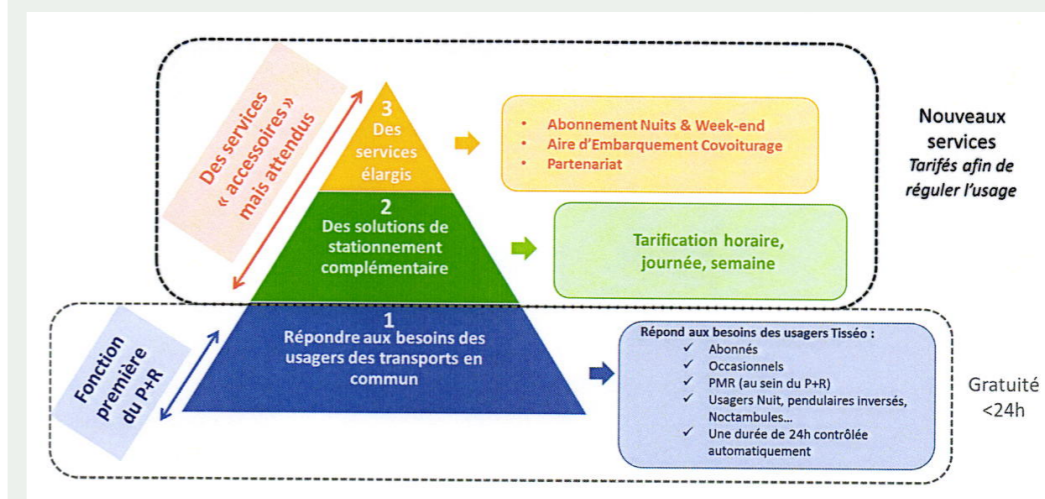 Des services
« accessoires »
mais attendus
3
Des
services
élargis
• Abonnement Nuits & Week-end
• Aire d'Embarquement Covoiturage
• Partenariat
Nouveaux
services
Tarifés afin de
réguler l'usage
2
Des solutions de
stationnement
complémentaire
Tarification horaire,
journée, semaine
Fonction
première
du P+R
1
Répondre aux besoins des
usagers des transports en
commun
Répond aux besoins des usagers Tisséo :
✓ Abonnés
✓ Occasionnels
✓ PMR (au sein du P+R)
✓ Usagers Nuit, pendulaires inversés,
Noctambules...
✓ Une durée de 24h contrôlée
automatiquement
Gratuité
<24h